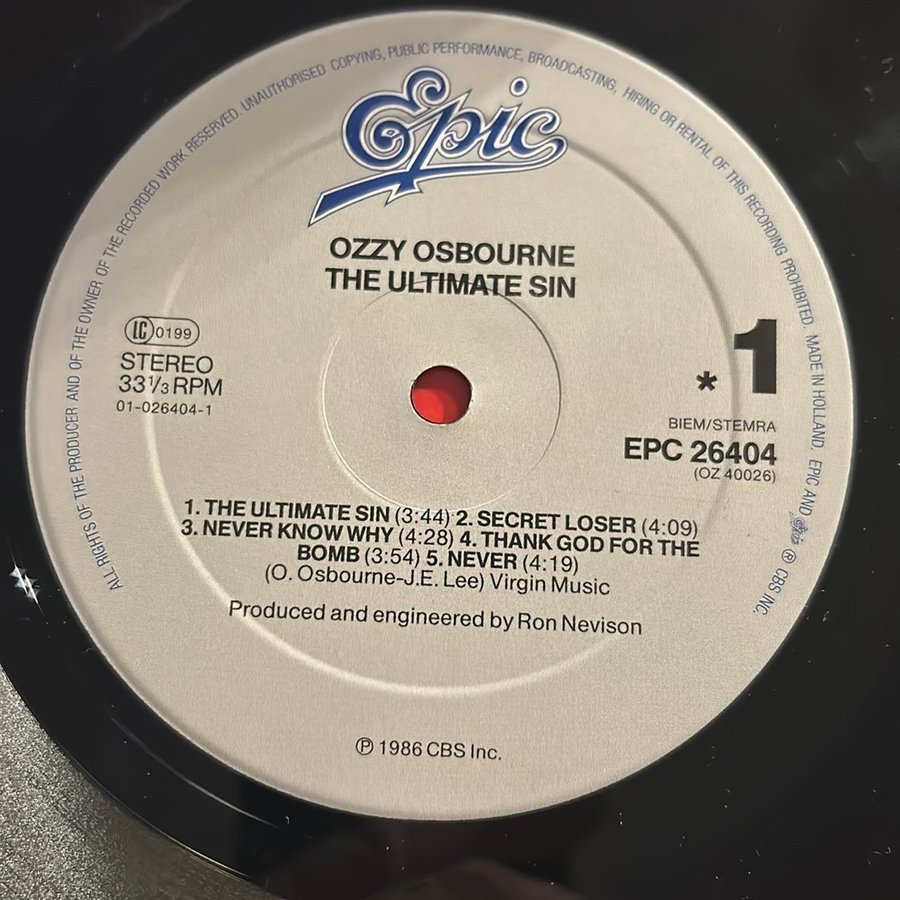 ALL RIGHTS OF THE PRODUCER AND OF THE OWNER OF THE RECORDED WORK RESERVED. UNAUTHORISED COPYING, PUBLIC PERFORMANCE, BROADCASTING, HIRING OR RENTAL OF THIS RECORDING PROHIBITED. MADE IN HOLLAND. EPIC AND Epic ® CBS INC.
Epic
OZZY OSBOURNE
THE ULTIMATE SIN
LC 0199
STEREO
33 1/3 RPM
01-026404-1
* 1
BIEM/STEMRA
EPC 26404
(OZ 40026)
1. THE ULTIMATE SIN (3:44) 2. SECRET LOSER (4:09)
3. NEVER KNOW WHY (4:28) 4. THANK GOD FOR THE
BOMB (3:54) 5. NEVER (4:19)
(O. Osbourne-J.E. Lee) Virgin Music
Produced and engineered by Ron Nevison
℗ 1986 CBS Inc.